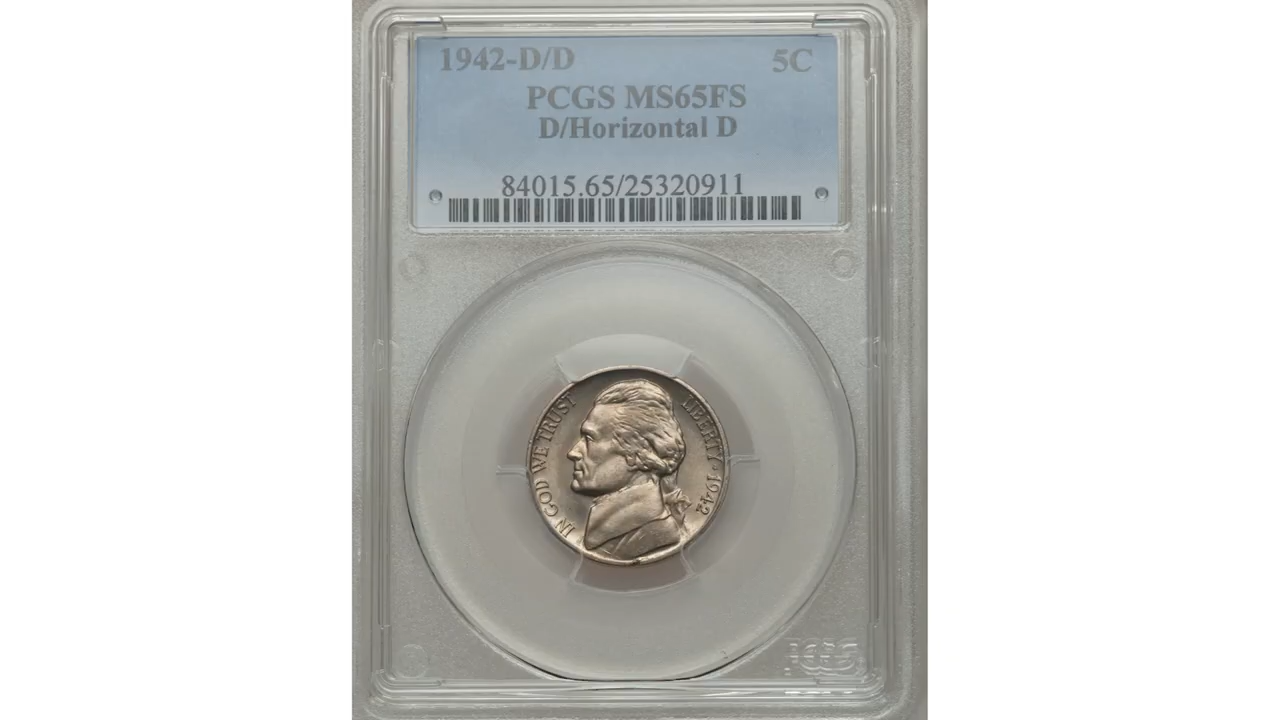 1942-D/D 5C
PCGS MS65FS
D/Horizontal D
84015.65/25320911
IN GOD WE TRUST
LIBERTY · 1942
PCGS